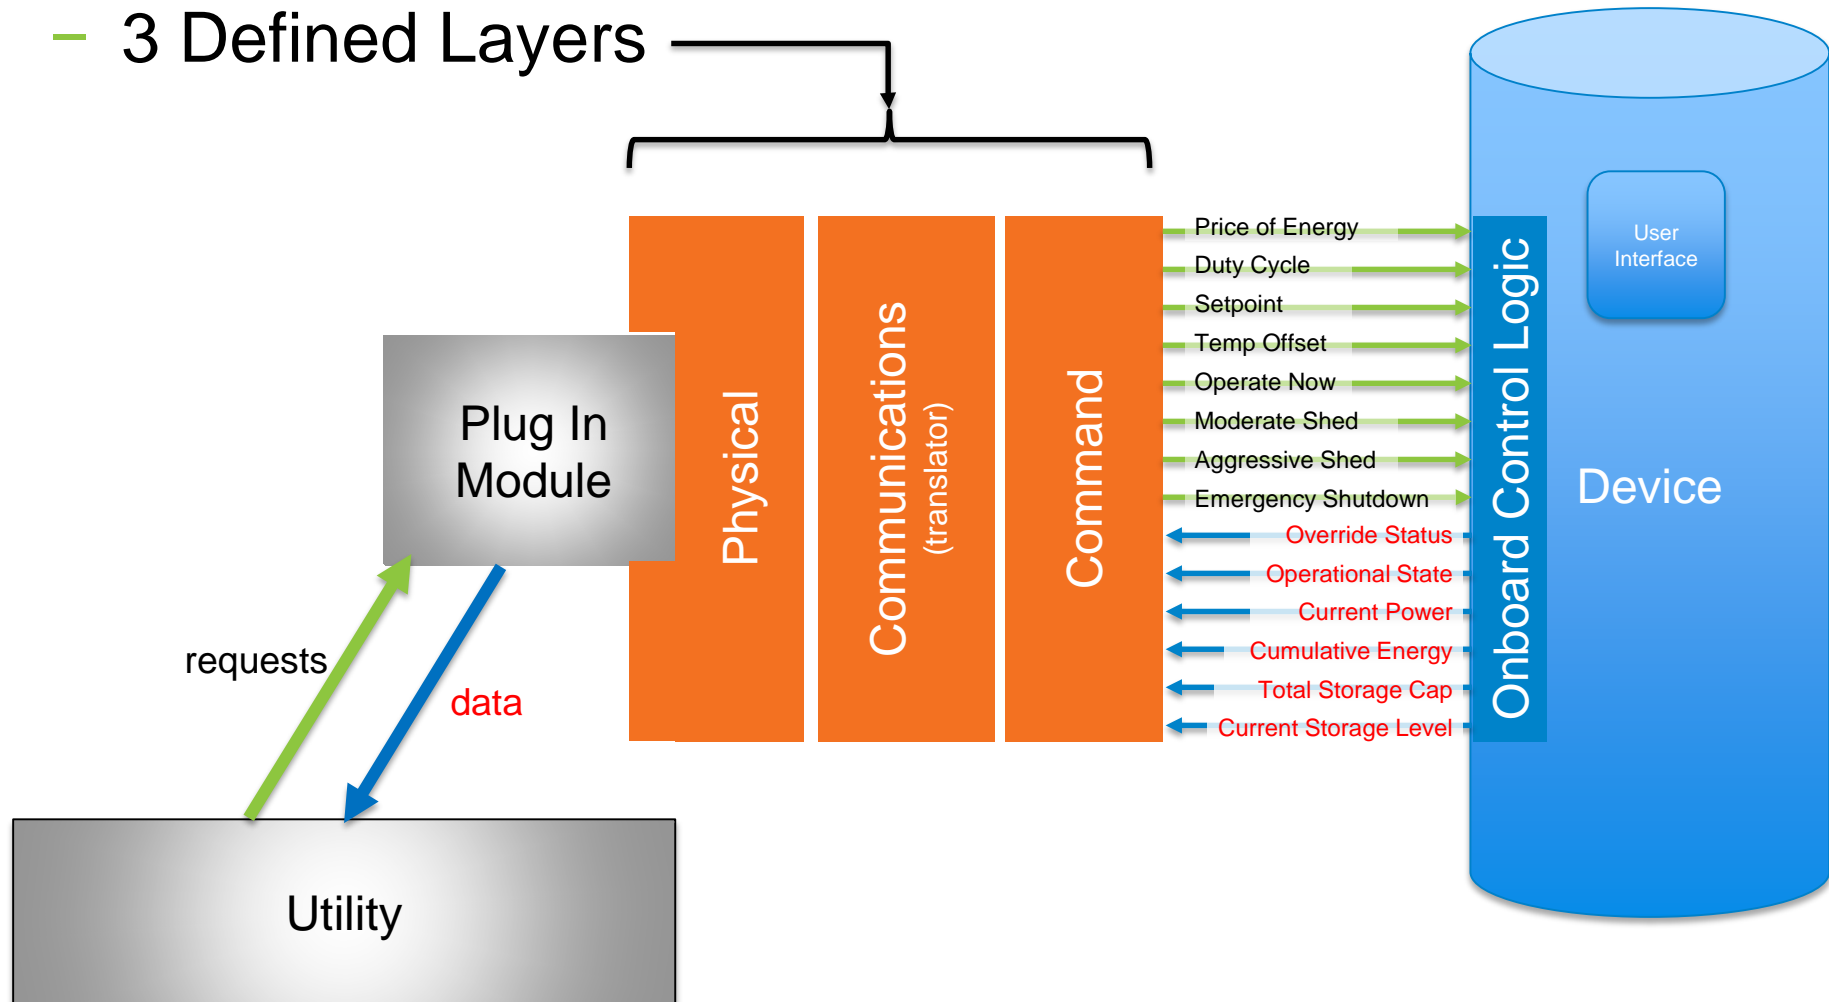 – 3 Defined Layers
Plug In
Module
Physical
Communications
(translator)
Command
Price of Energy
Duty Cycle
Setpoint
Temp Offset
Operate Now
Moderate Shed
Aggressive Shed
Emergency Shutdown
Override Status
Operational State
Current Power
Cumulative Energy
Total Storage Cap
Current Storage Level
Onboard Control Logic
User
Interface
Device
requests
data
Utility